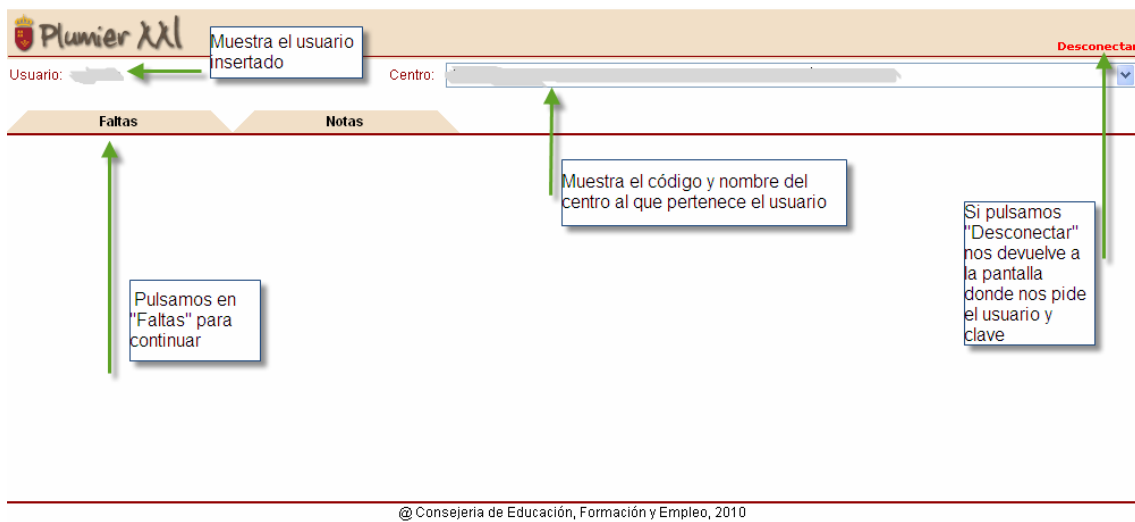 Plumier XXI
Muestra el usuario
insertado
Desconectar
Usuario:
Centro:
Faltas
Notas
Muestra el código y nombre del
centro al que pertenece el usuario
Si pulsamos
"Desconectar"
nos devuelve a
la pantalla
donde nos pide
el usuario y
clave
Pulsamos en
"Faltas" para
continuar
@ Consejeria de Educación, Formación y Empleo, 2010